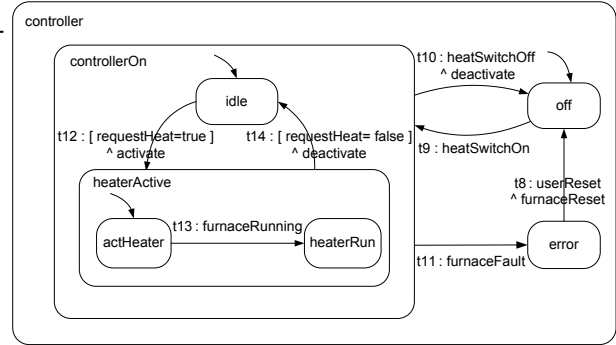 controller
controllerOn
t10 : heatSwitchOff
^ deactivate
idle
off
t12 : [ requestHeat=true ]
^ activate
t14 : [ requestHeat= false ]
^ deactivate
t9 : heatSwitchOn
heaterActive
t8 : userReset
^ furnaceReset
t13 : furnaceRunning
actHeater
heaterRun
error
t11 : furnaceFault